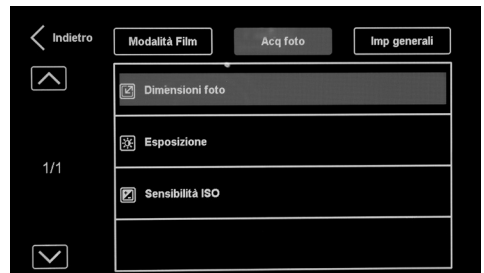 Indietro
Modalità Film
Acq foto
Imp generali
Dimensioni foto
Esposizione
1/1
Sensibilità ISO